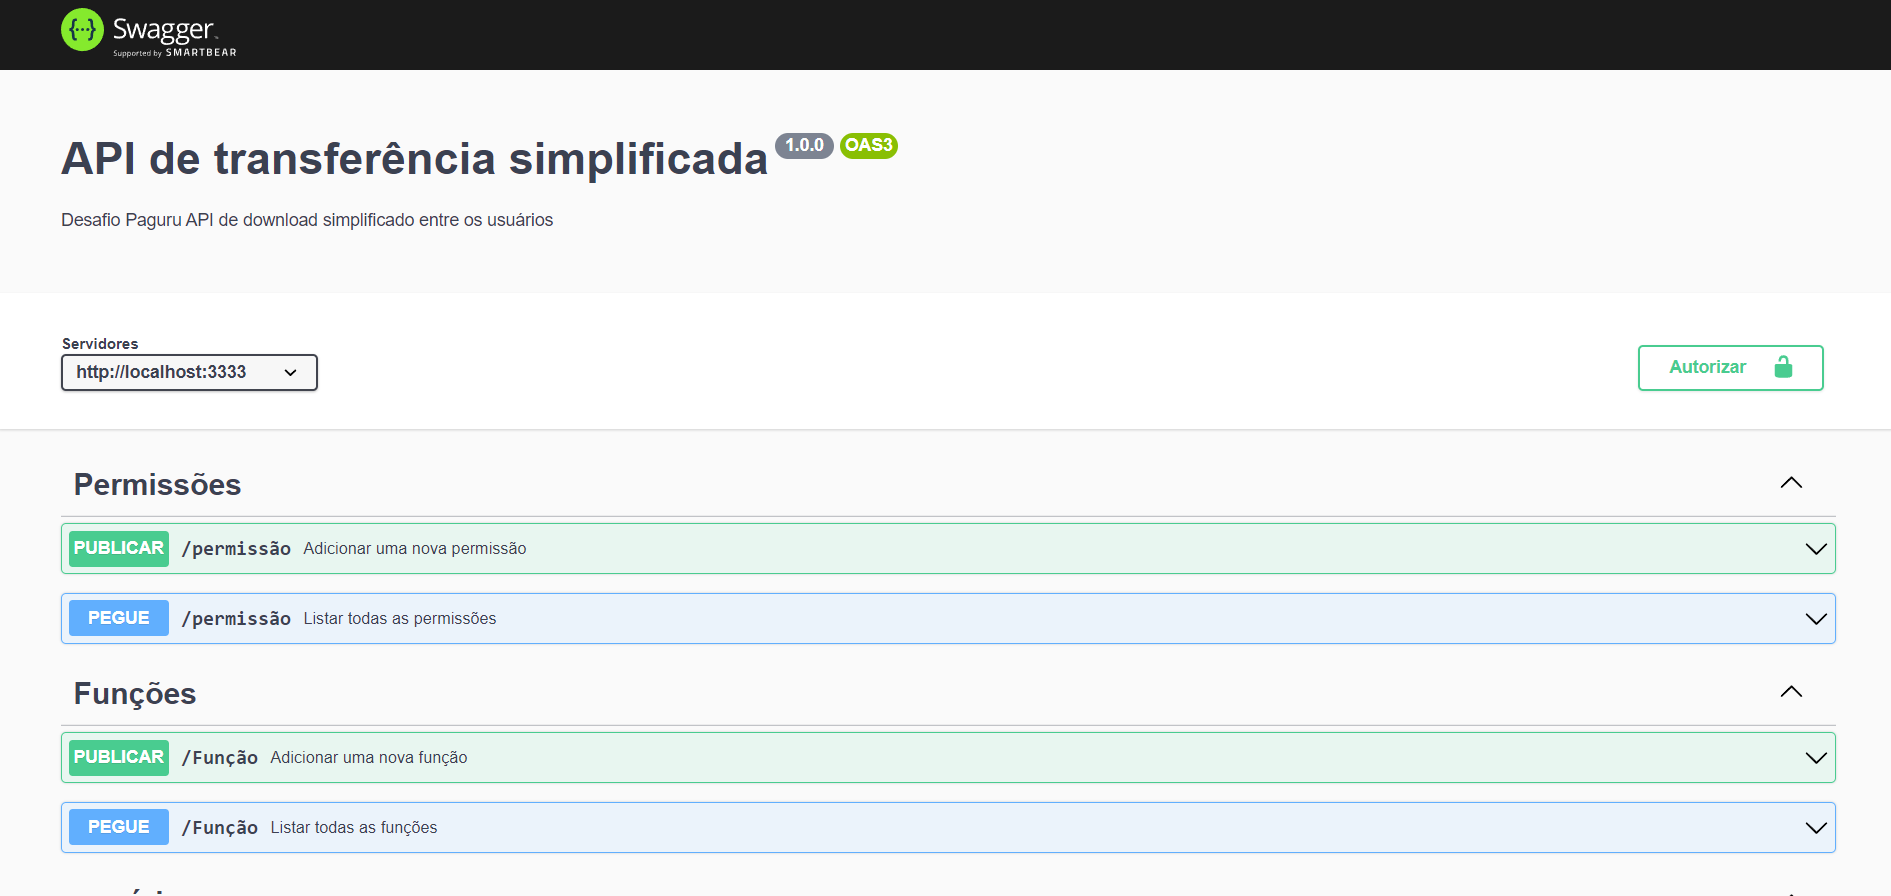 Swagger
Supported by SMARTBEAR
API de transferência simplificada 1.0.0 OAS3
Desafio Paguru API de download simplificado entre os usuários
Servidores
http://localhost:3333
Autorizar
Permissões
PUBLICAR /permissão Adicionar uma nova permissão
PEGUE /permissão Listar todas as permissões
Funções
PUBLICAR /Função Adicionar uma nova função
PEGUE /Função Listar todas as funções